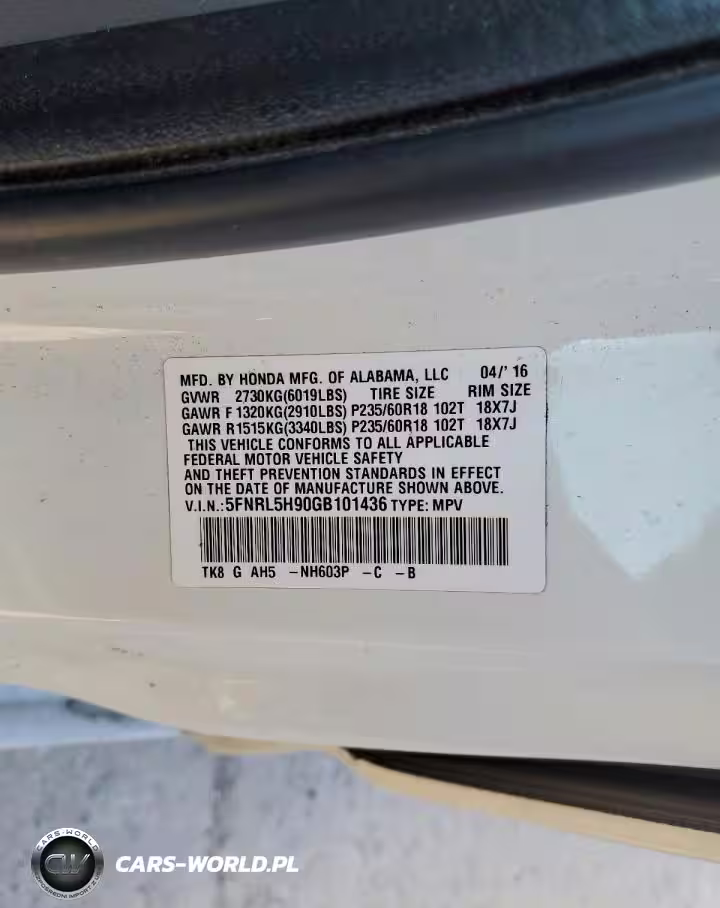 MFD. BY HONDA MFG. OF ALABAMA, LLC 04/' 16
GVWR 2730KG(6019LBS) TIRE SIZE RIM SIZE
GAWR F 1320KG(2910LBS) P235/60R18 102T 18X7J
GAWR R1515KG(3340LBS) P235/60R18 102T 18X7J
THIS VEHICLE CONFORMS TO ALL APPLICABLE
FEDERAL MOTOR VEHICLE SAFETY
AND THEFT PREVENTION STANDARDS IN EFFECT
ON THE DATE OF MANUFACTURE SHOWN ABOVE.
V.I.N.:5FNRL5H90GB101436 TYPE: MPV
TK8 G AH5 -NH603P -C -B
CARS-WORLD
CARS-WORLD.PL